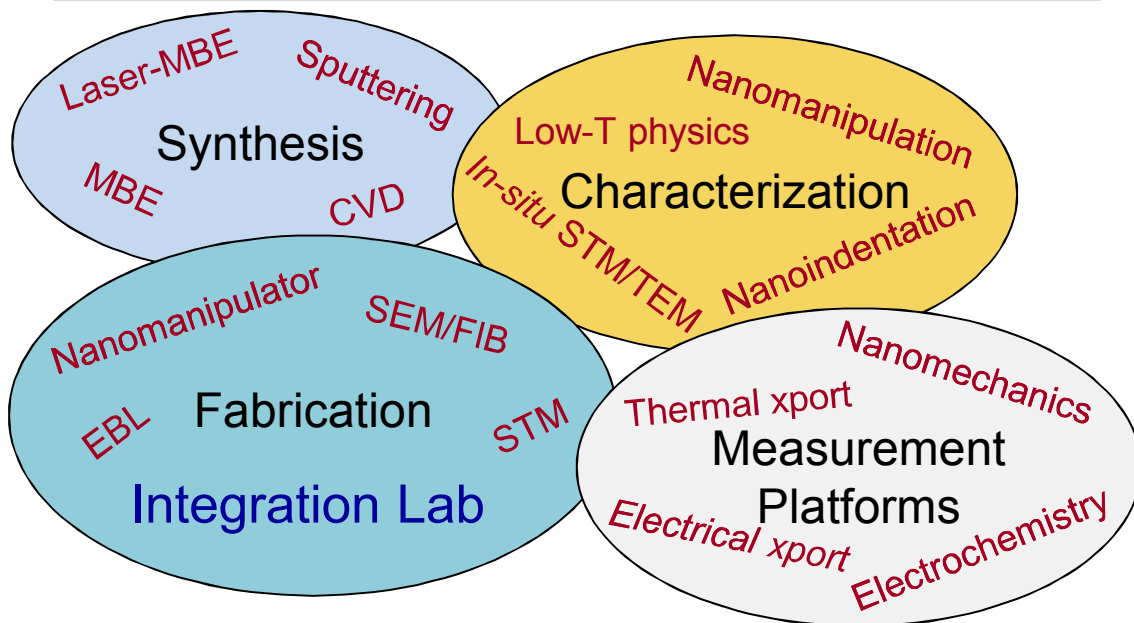 Laser-MBE
Sputtering
Synthesis
MBE
CVD
Nanomanipulation
Low-T physics
Characterization
In-situ STM/TEM
Nanoindentation
Nanomanipulator
SEM/FIB
Fabrication
EBL
STM
Integration Lab
Nanomechanics
Thermal xport
Measurement
Platforms
Electrical xport
Electrochemistry